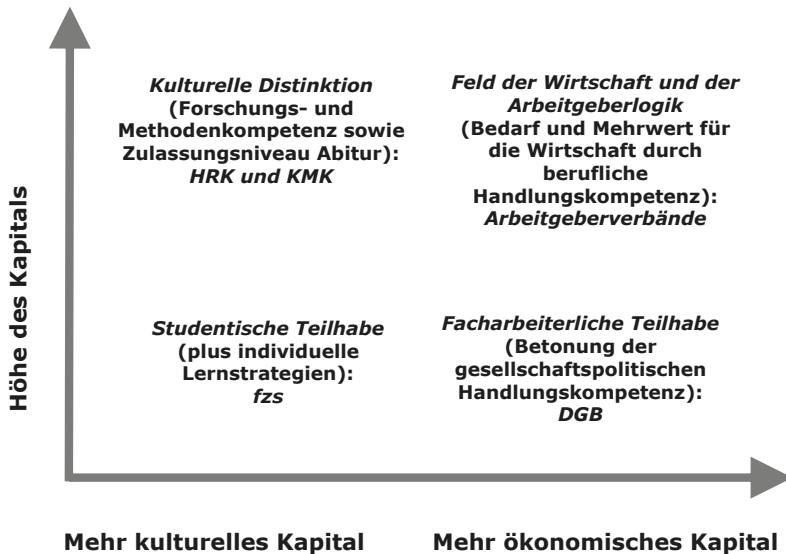 Höhe des Kapitals
Kulturelle Distinktion
(Forschungs- und
Methodenkompetenz sowie
Zulassungsniveau Abitur):
HRK und KMK
Feld der Wirtschaft und der
Arbeitgeberlogik
(Bedarf und Mehrwert für
die Wirtschaft durch
berufliche
Handlungskompetenz):
Arbeitgeberverbände
Studentische Teilhabe
(plus individuelle
Lernstrategien):
fzs
Facharbeiterliche Teilhabe
(Betonung der
gesellschaftspolitischen
Handlungskompetenz):
DGB
Mehr kulturelles Kapital
Mehr ökonomisches Kapital